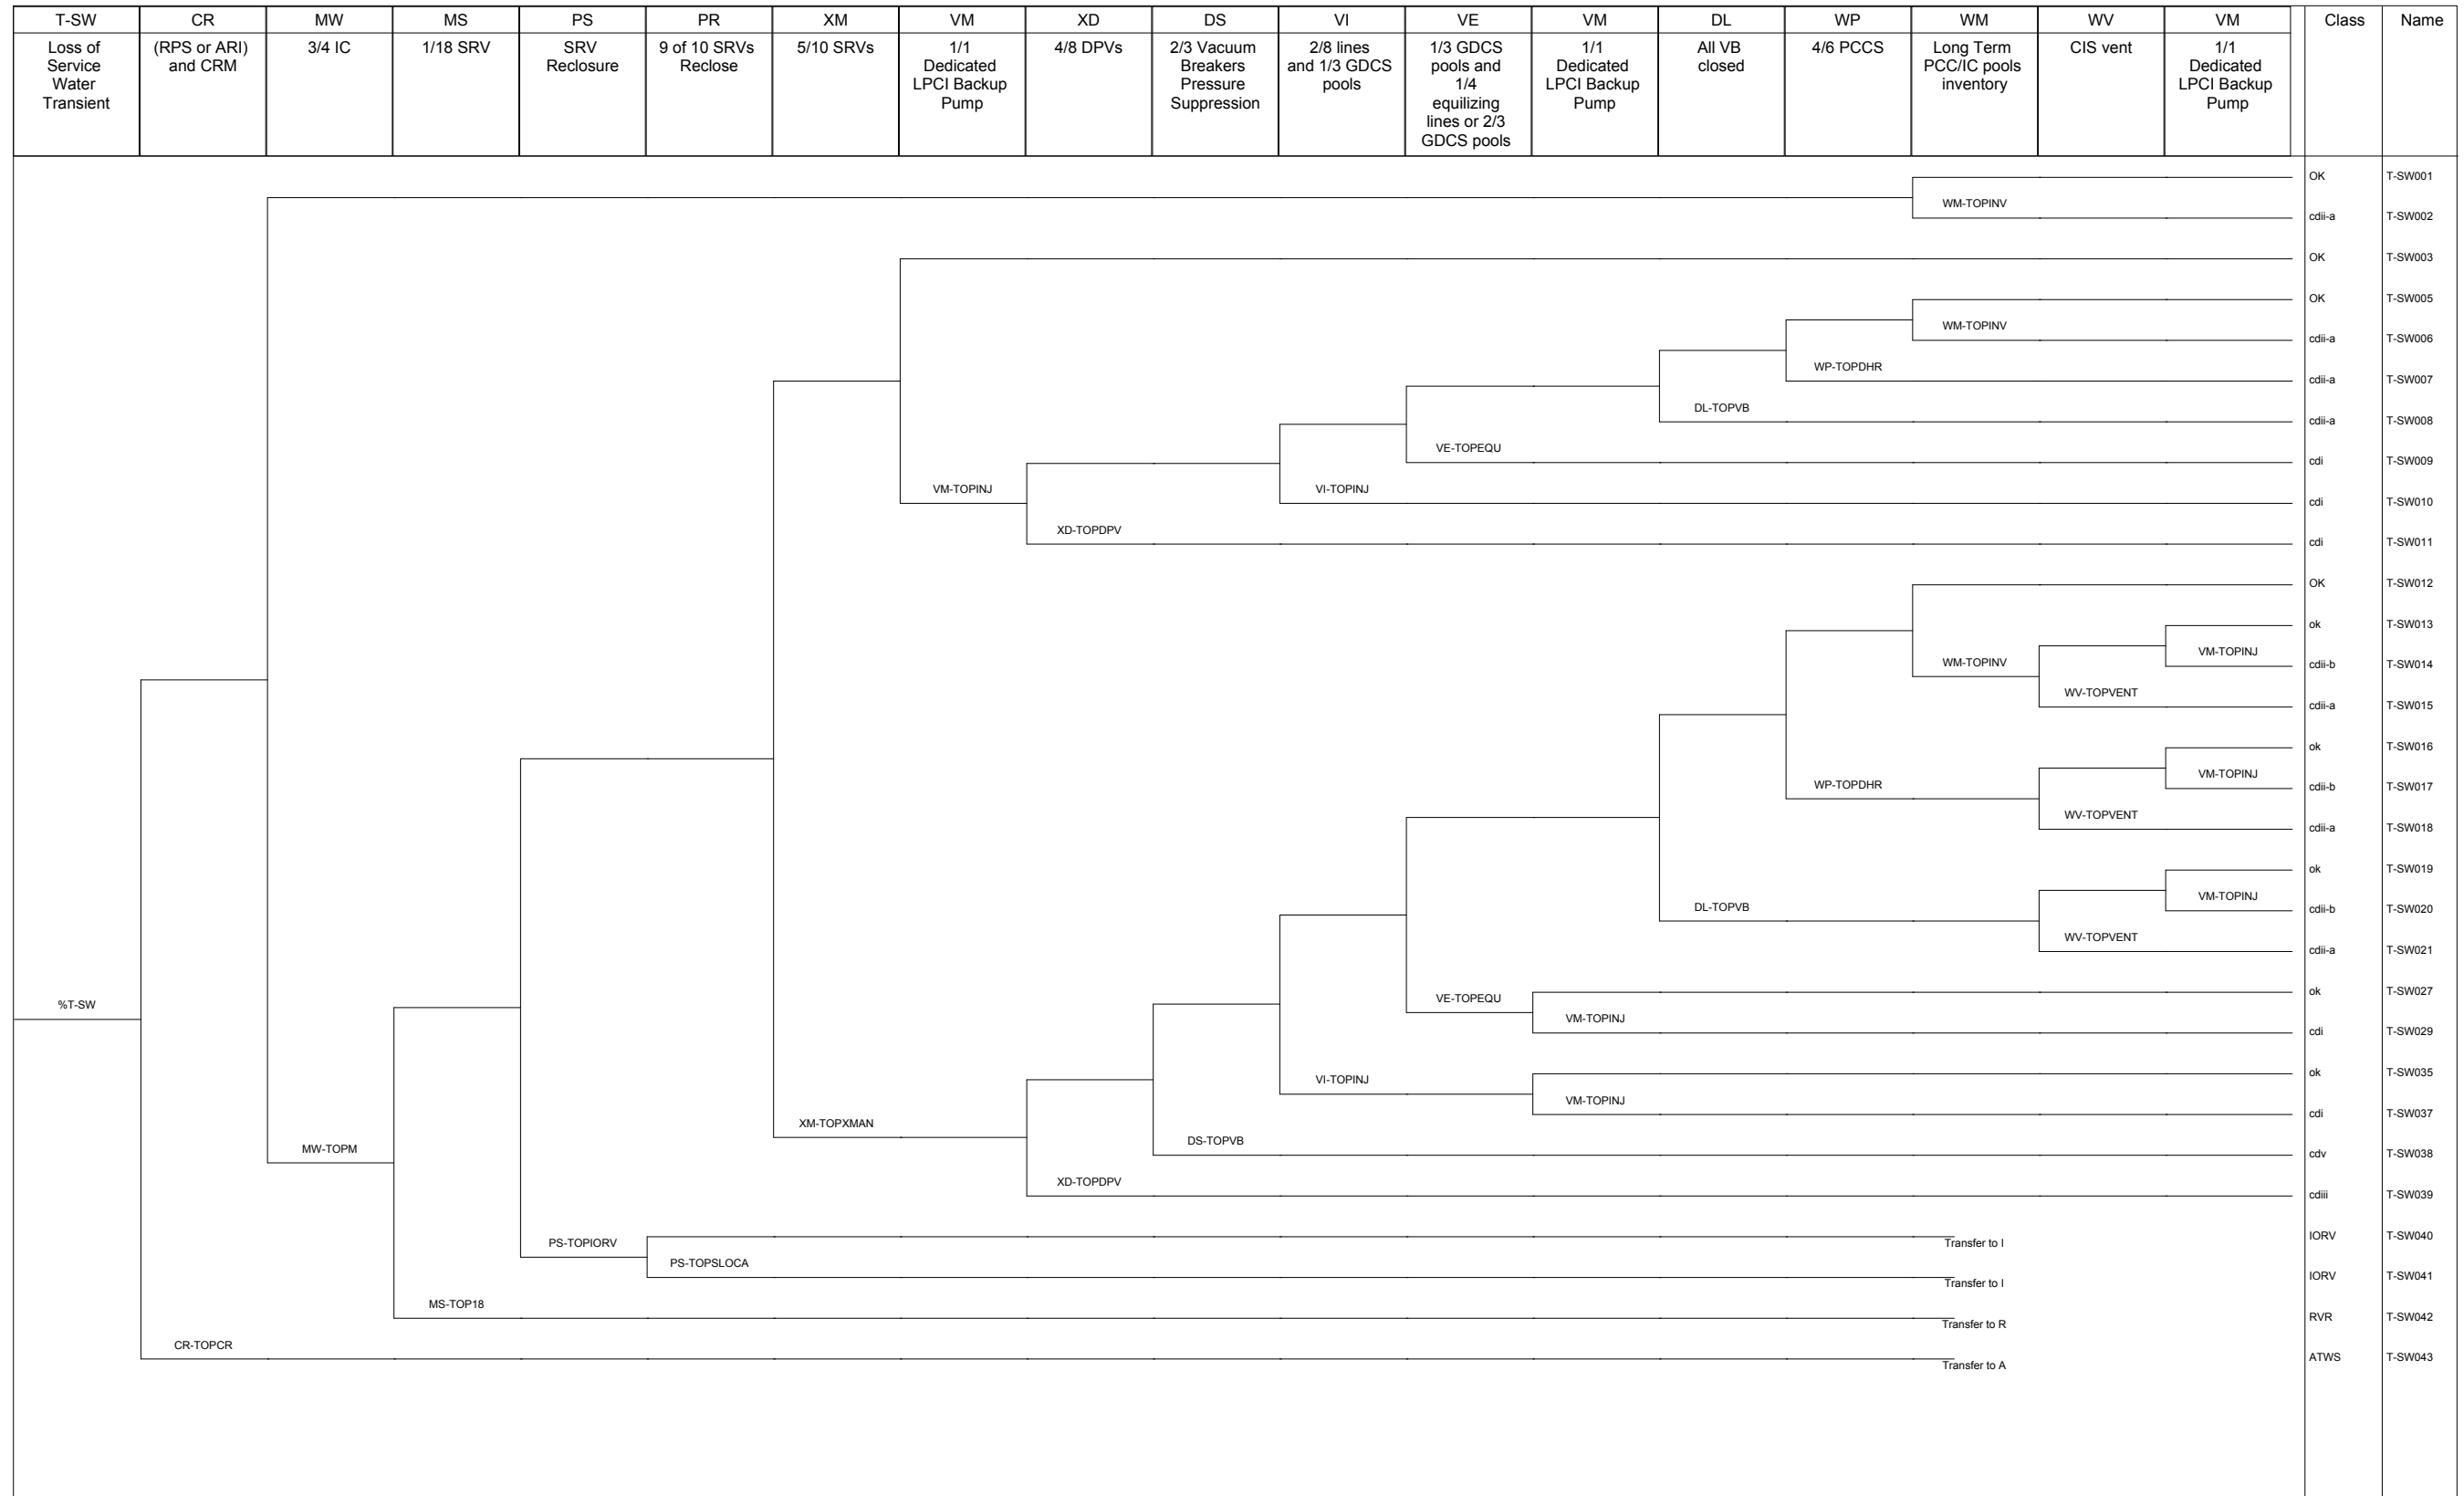 T-SW CR MW MS PS PR XM VM XD DS VI VE VM DL WP WM WV VM Class Name
Loss of
Service
Water
Transient
(RPS or ARI)
and CRM
3/4 IC
1/18 SRV
SRV
Reclosure
9 of 10 SRVs
Reclose
5/10 SRVs
1/1
Dedicated
LPCI Backup
Pump
4/8 DPVs
2/3 Vacuum
Breakers
Pressure
Suppression
2/8 lines
and 1/3 GDCS
pools
1/3 GDCS
pools and
1/4
equilizing
lines or 2/3
GDCS pools
1/1
Dedicated
LPCI Backup
Pump
All VB
closed
4/6 PCCS
Long Term
PCC/IC pools
inventory
CIS vent
1/1
Dedicated
LPCI Backup
Pump
OK T-SW001
WM-TOPINV
cdii-a T-SW002
OK T-SW003
OK T-SW005
WM-TOPINV
cdii-a T-SW006
WP-TOPDHR
cdii-a T-SW007
DL-TOPVB
cdii-a T-SW008
VE-TOPEQU
cdi T-SW009
VM-TOPINJ VI-TOPINJ
cdi T-SW010
XD-TOPDPV
cdi T-SW011
OK T-SW012
ok T-SW013
VM-TOPINJ
WM-TOPINV
cdii-b T-SW014
WV-TOPVENT
cdii-a T-SW015
ok T-SW016
VM-TOPINJ
WP-TOPDHR
cdii-b T-SW017
WV-TOPVENT
cdii-a T-SW018
ok T-SW019
VM-TOPINJ
DL-TOPVB
cdii-b T-SW020
WV-TOPVENT
cdii-a T-SW021
%T-SW
VE-TOPEQU
ok T-SW027
VM-TOPINJ
cdi T-SW029
VI-TOPINJ
ok T-SW035
VM-TOPINJ
cdi T-SW037
XM-TOPXMAN
DS-TOPVB
MW-TOPM
cdv T-SW038
XD-TOPDPV
cdiii T-SW039
PS-TOPIORV
Transfer to I
IORV T-SW040
PS-TOPSLOCA
Transfer to I
IORV T-SW041
MS-TOP18
Transfer to R
RVR T-SW042
CR-TOPCR
Transfer to A
ATWS T-SW043